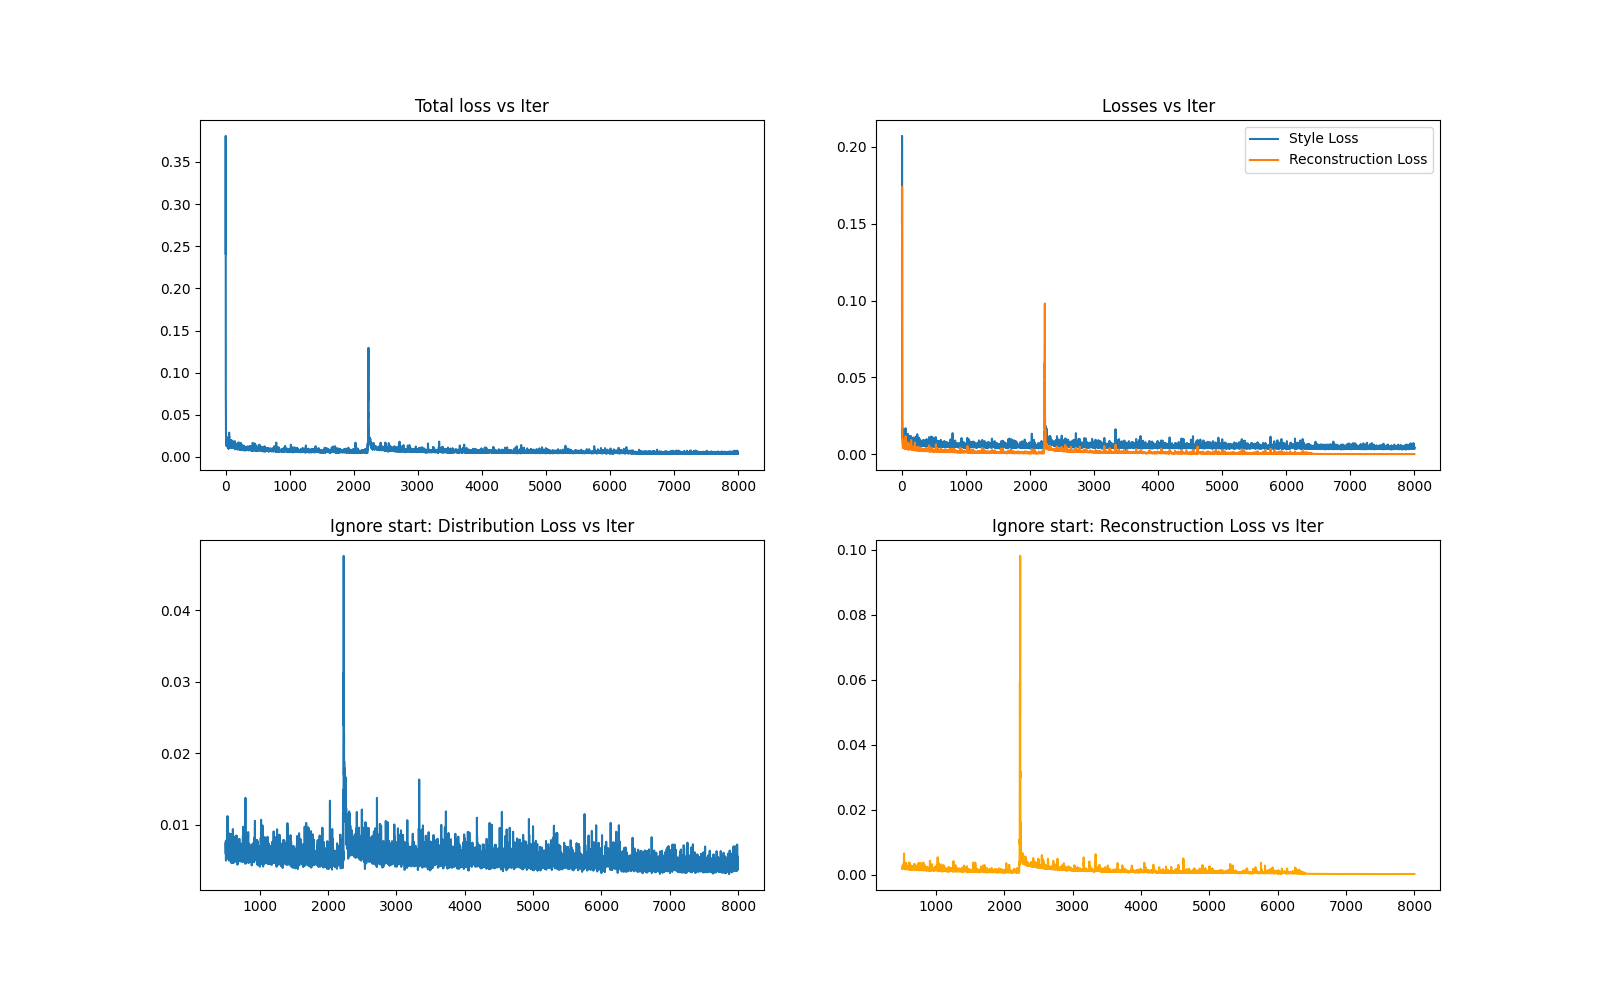 Total loss vs Iter
0.35
0.30
0.25
0.20
0.15
0.10
0.05
0.00
0 1000 2000 3000 4000 5000 6000 7000 8000
Losses vs Iter
Style Loss
Reconstruction Loss
0.20
0.15
0.10
0.05
0.00
0 1000 2000 3000 4000 5000 6000 7000 8000
Ignore start: Distribution Loss vs Iter
0.04
0.03
0.02
0.01
1000 2000 3000 4000 5000 6000 7000 8000
Ignore start: Reconstruction Loss vs Iter
0.10
0.08
0.06
0.04
0.02
0.00
1000 2000 3000 4000 5000 6000 7000 8000